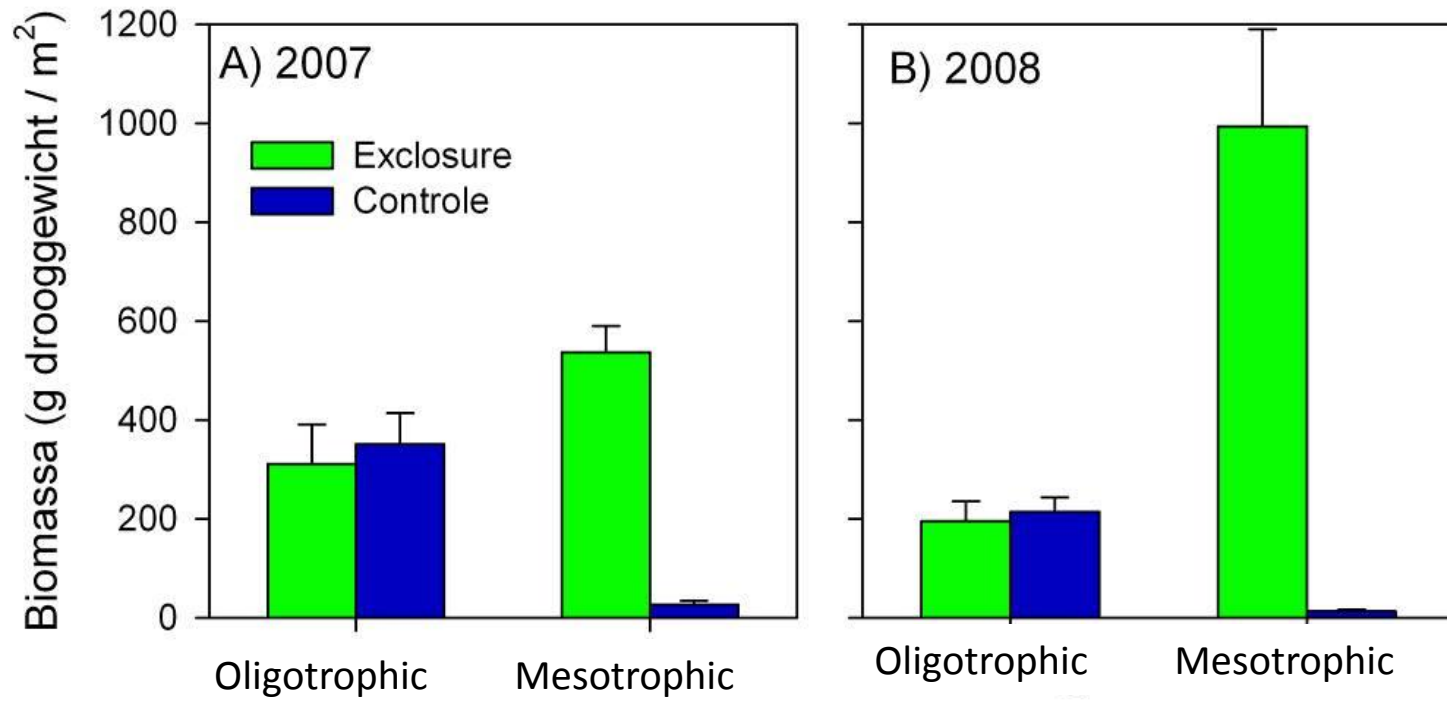 Biomassa (g drooggewicht / m²)
1200
1000
800
600
400
200
0
A) 2007
Exclosure
Controle
Oligotrophic
Mesotrophic
B) 2008
Oligotrophic
Mesotrophic